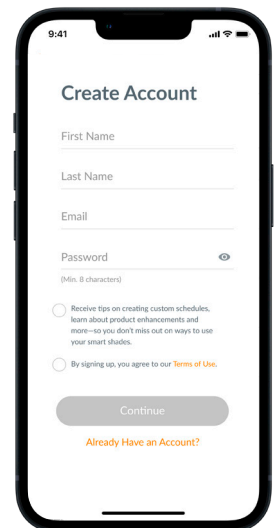 9:41
Create Account
First Name
Last Name
Email
Password
(Min. 8 characters)
Receive tips on creating custom schedules,
learn about product enhancements and
more—so you don't miss out on ways to use
your smart shades.
By signing up, you agree to our Terms of Use.
Continue
Already Have an Account?